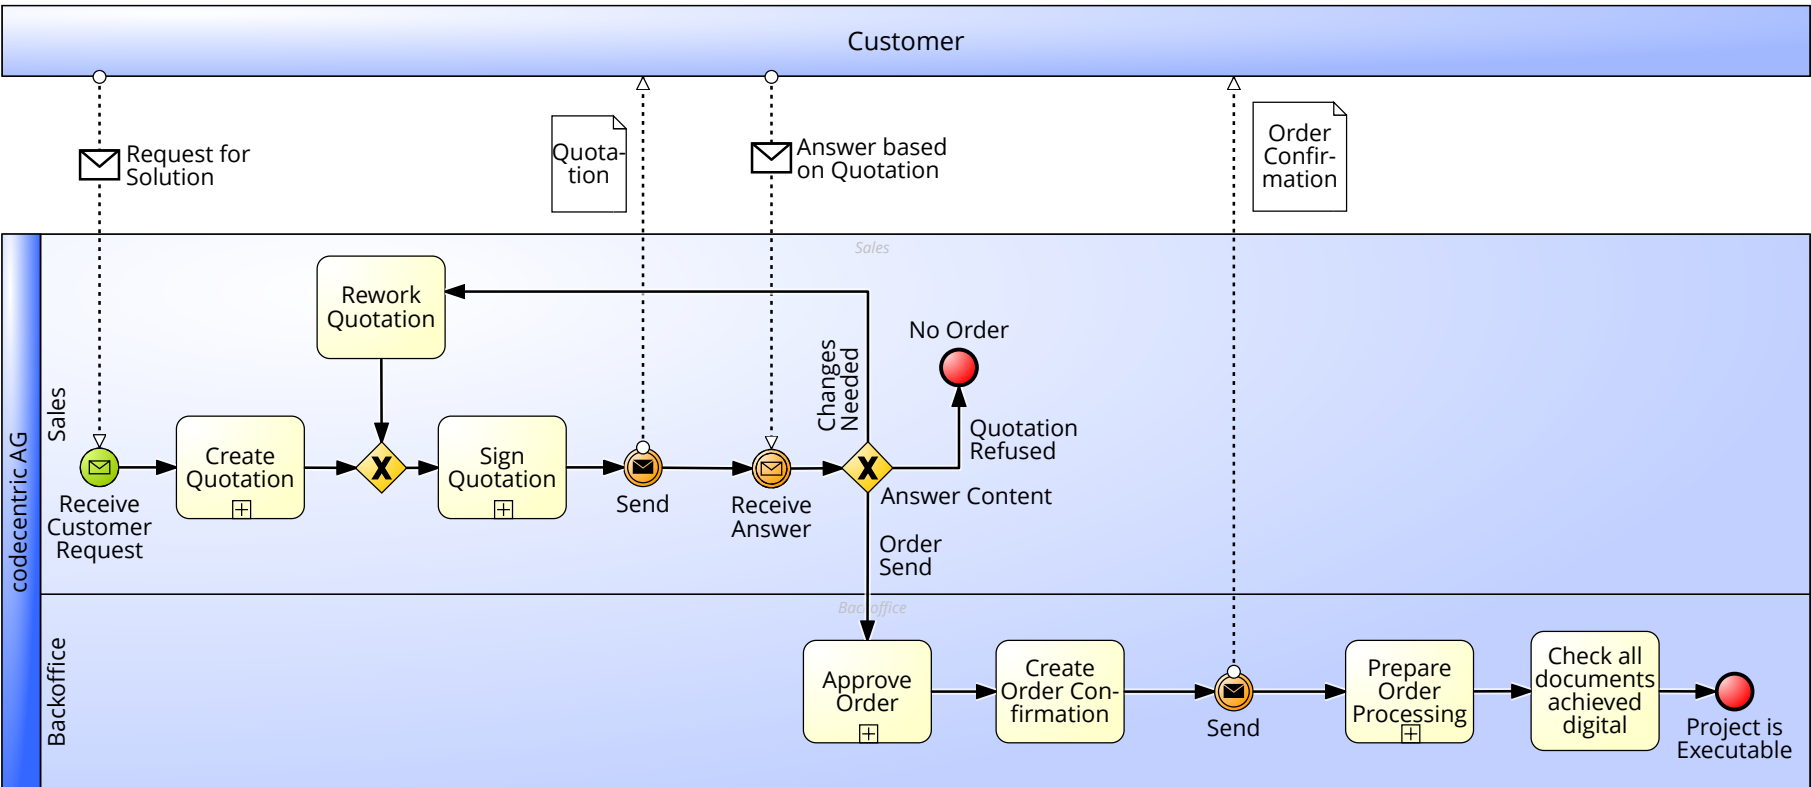 Customer
Request for
Solution
Quota-
tion
Answer based
on Quotation
Order
Confir-
mation
codecentric AG
Sales
Sales
Rework
Quotation
Changes
Needed
No Order
Quotation
Refused
Receive
Customer
Request
Create
Quotation
Sign
Quotation
Send
Receive
Answer
Answer Content
Order
Send
Backoffice
Backoffice
Approve
Order
Create
Order Con-
firmation
Send
Prepare
Order
Processing
Check all
documents
achieved
digital
Project is
Executable